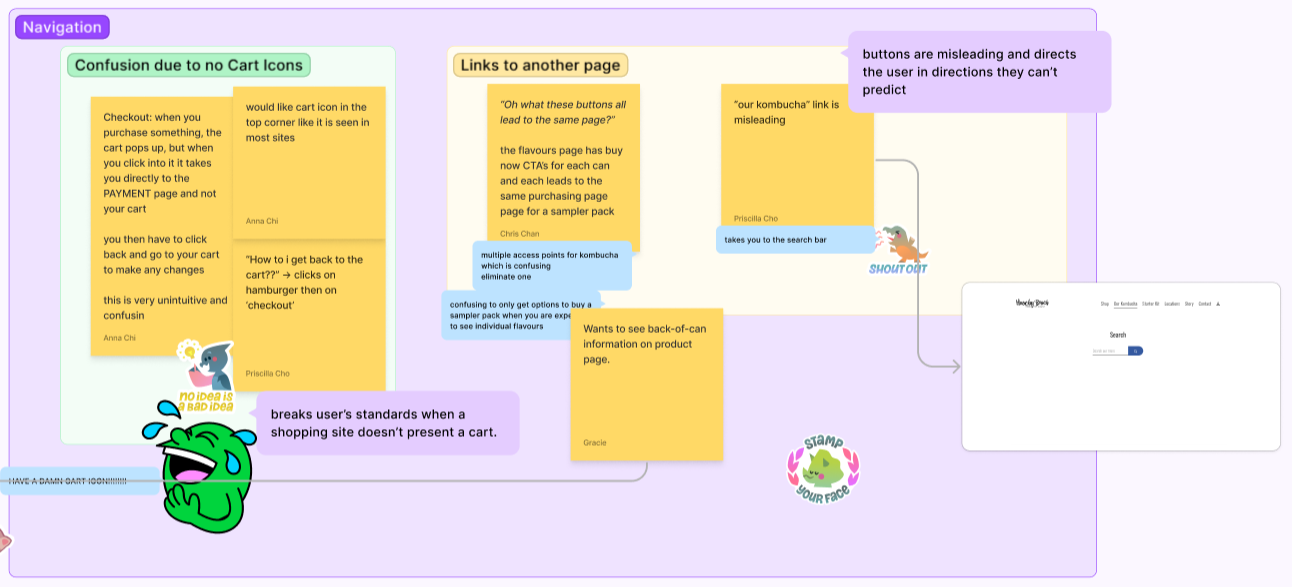 Navigation
Confusion due to no Cart Icons
Checkout: when you
purchase something, the
cart pops up, but when
you click into it it takes
you directly to the
PAYMENT page and not
your cart
you then have to click
back and go to your cart
to make any changes
this is very unintuitive and
confusin
Anna Chi
would like cart icon in the
top corner like it is seen in
most sites
Anna Chi
“How to i get back to the
cart??” → clicks on
hamburger then on
‘checkout’
Priscilla Cho
NO IDEA IS
A BAD IDEA
breaks user’s standards when a
shopping site doesn’t present a cart.
HAVE A DAMN CART ICON!!!!!!!!
Links to another page
“Oh what these buttons all
lead to the same page?”
the flavours page has buy
now CTA’s for each can
and each leads to the
same purchasing page
page for a sampler pack
Chris Chan
multiple access points for kombucha
which is confusing
eliminate one
confusing to only get options to buy a
sampler pack when you are expe
to see individual flavours
Wants to see back-of-can
information on product
page.
Gracie
“our kombucha” link is
misleading
Priscilla Cho
takes you to the search bar
SHOUT OUT
buttons are misleading and directs
the user in directions they can’t
predict
STAMP
YOUR FACE
Shop Our Kombucha Starter Kit Locations Story Contact
Search